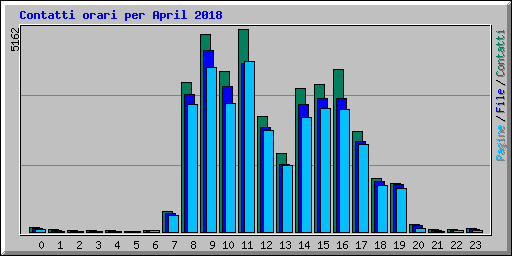 Contatti orari per April 2018
5162
Pagine / File / Contatti
0 1 2 3 4 5 6 7 8 9 10 11 12 13 14 15 16 17 18 19 20 21 22 23